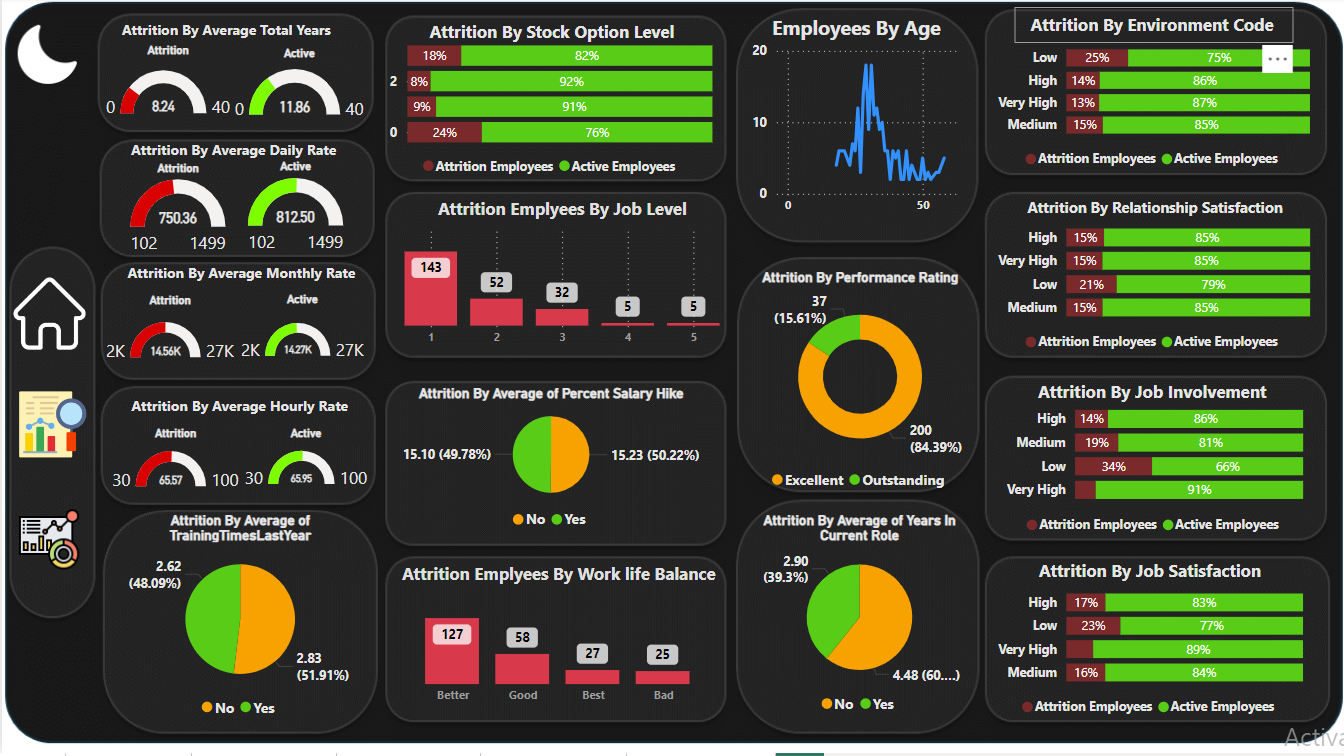 Attrition By Average Total Years
Attrition
Active
8.24
0
40
11.86
0
40
Attrition By Average Daily Rate
Attrition
Active
750.36
102
1499
812.50
102
1499
Attrition By Average Monthly Rate
Attrition
Active
14.56K
2K
27K
14.27K
2K
27K
Attrition By Average Hourly Rate
Attrition
Active
65.57
30
100
65.95
30
100
Attrition By Average of
TrainingTimesLastYear
2.62
(48.09%)
2.83
(51.91%)
No
Yes
Attrition By Stock Option Level
18%
82%
2
8%
92%
9%
91%
0
24%
76%
Attrition Employees
Active Employees
Attrition Emplyees By Job Level
143
52
32
5
5
1
2
3
4
5
Attrition By Average of Percent Salary Hike
15.10 (49.78%)
15.23 (50.22%)
No
Yes
Attrition Emplyees By Work life Balance
127
58
27
25
Better
Good
Best
Bad
Employees By Age
20
10
0
0
50
Attrition By Performance Rating
37
(15.61%)
200
(84.39%)
Excellent
Outstanding
Attrition By Average of Years In
Current Role
2.90
(39.3%)
4.48 (60....)
No
Yes
Attrition By Environment Code
Low
25%
75%
High
14%
86%
Very High
13%
87%
Medium
15%
85%
Attrition Employees
Active Employees
Attrition By Relationship Satisfaction
High
15%
85%
Very High
15%
85%
Low
21%
79%
Medium
15%
85%
Attrition Employees
Active Employees
Attrition By Job Involvement
High
14%
86%
Medium
19%
81%
Low
34%
66%
Very High
91%
Attrition Employees
Active Employees
Attrition By Job Satisfaction
High
17%
83%
Low
23%
77%
Very High
89%
Medium
16%
84%
Attrition Employees
Active Employees